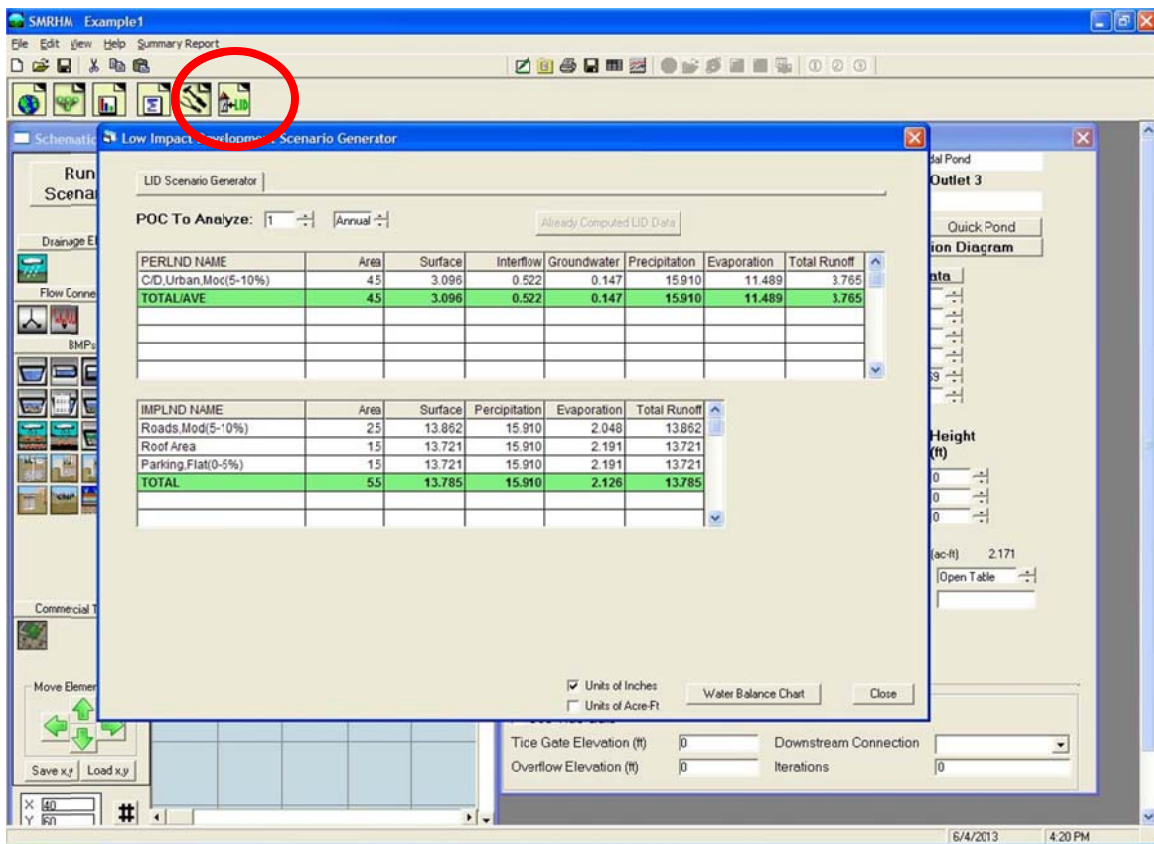 SMRHM Example1
File Edit View Help Summary Report
LID
Schematic
Run
Scenar
Drainage El
Flow Conne
BMPs
Commercial T
Move Elemen
Save x,y Load x,y
X 40
Y 60
#
Low Impact Development Scenario Generator
LID Scenario Generator
POC To Analyze: 1 Annual
Already Computed LID Data
PERLND NAME Area Surface Interflow Groundwater Precipitation Evaporation Total Runoff
C/D,Urban,Mod(5-10%) 45 3.096 0.522 0.147 15.910 11.489 3.765
TOTAL/AVE 45 3.096 0.522 0.147 15.910 11.489 3.765
IMPLND NAME Area Surface Percipitation Evaporation Total Runoff
Roads,Mod(5-10%) 25 13.862 15.910 2.048 13.862
Roof Area 15 13.721 15.910 2.191 13.721
Parking,Flat(0-5%) 15 13.721 15.910 2.191 13.721
TOTAL 55 13.785 15.910 2.126 13.785
Units of Inches
Units of Acre-Ft
Water Balance Chart
Close
dal Pond
Outlet 3
Quick Pond
ion Diagram
ata
Height
(ft)
0
0
0
(ac-ft) 2.171
Open Table
Tice Gate Elevation (ft) 0 Downstream Connection
Overflow Elevation (ft) 0 Iterations 0
6/4/2013 4:20 PM